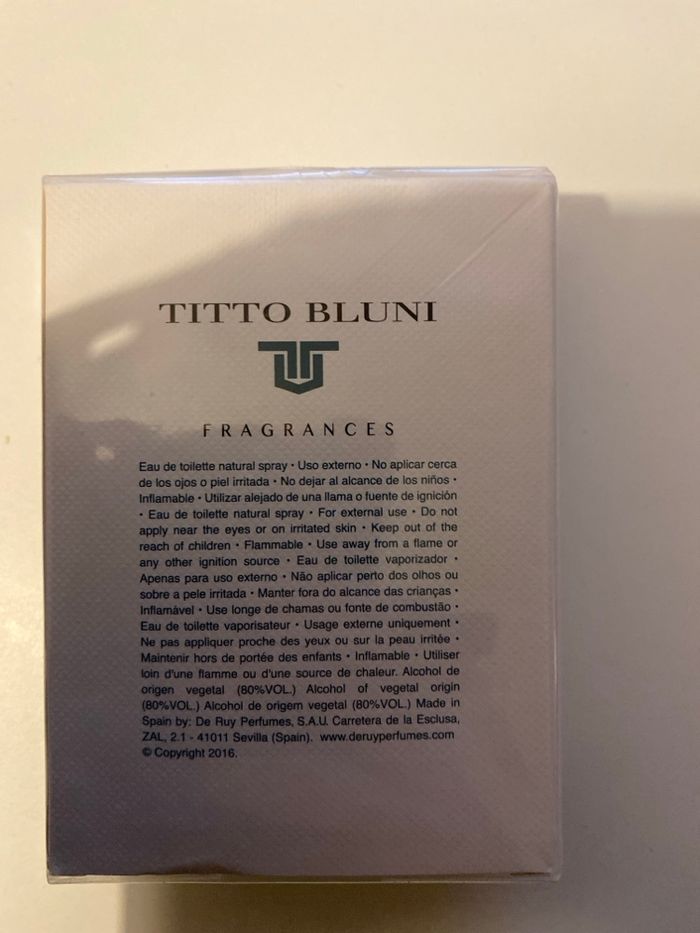 TITTO BLUNI
FRAGRANCES
Eau de toilette natural spray • Uso externo • No aplicar cerca
de los ojos o piel irritada • No dejar al alcance de los niños •
Inflamable • Utilizar alejado de una llama o fuente de ignición
• Eau de toilette natural spray • For external use • Do not
apply near the eyes or on irritated skin • Keep out of the
reach of children • Flammable • Use away from a flame or
any other ignition source • Eau de toilette vaporizador •
Apenas para uso externo • Não aplicar perto dos olhos ou
sobre a pele irritada • Manter fora do alcance das crianças •
Inflamável • Use longe de chamas ou fonte de combustão •
Eau de toilette vaporisateur • Usage externe uniquement •
Ne pas appliquer proche des yeux ou sur la peau irritée •
Maintenir hors de portée des enfants • Inflammable • Utiliser
loin d'une flamme ou d'une source de chaleur. Alcohol de
origen vegetal (80%VOL.) Alcohol of vegetal origin
(80%VOL.) Alcohol de origem vegetal (80%VOL.) Made in
Spain by: De Ruy Perfumes, S.A.U. Carretera de la Esclusa,
ZAL, 2.1 - 41011 Sevilla (Spain). www.deruyperfumes.com
© Copyright 2016.